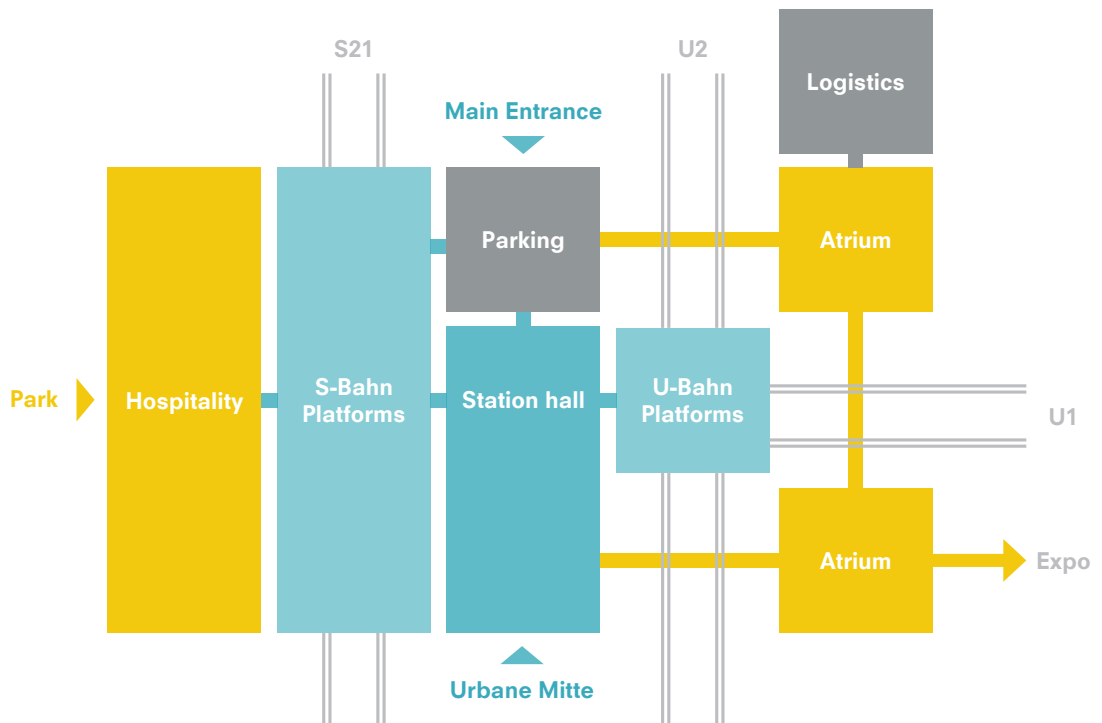 S21
U2
Logistics
Main Entrance
Parking
Atrium
Park
Hospitality
S-Bahn
Platforms
Station hall
U-Bahn
Platforms
U1
Atrium
Expo
Urbane Mitte